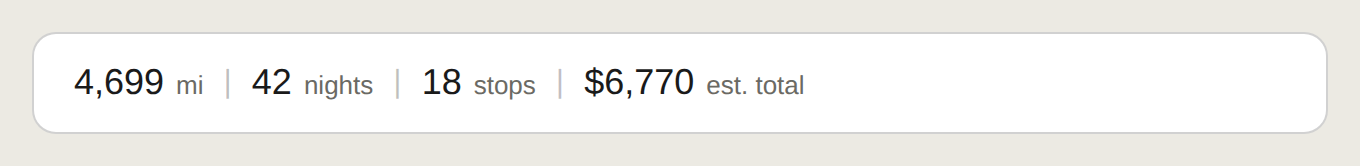 4,699 mi | 42 nights | 18 stops | $6,770 est. total